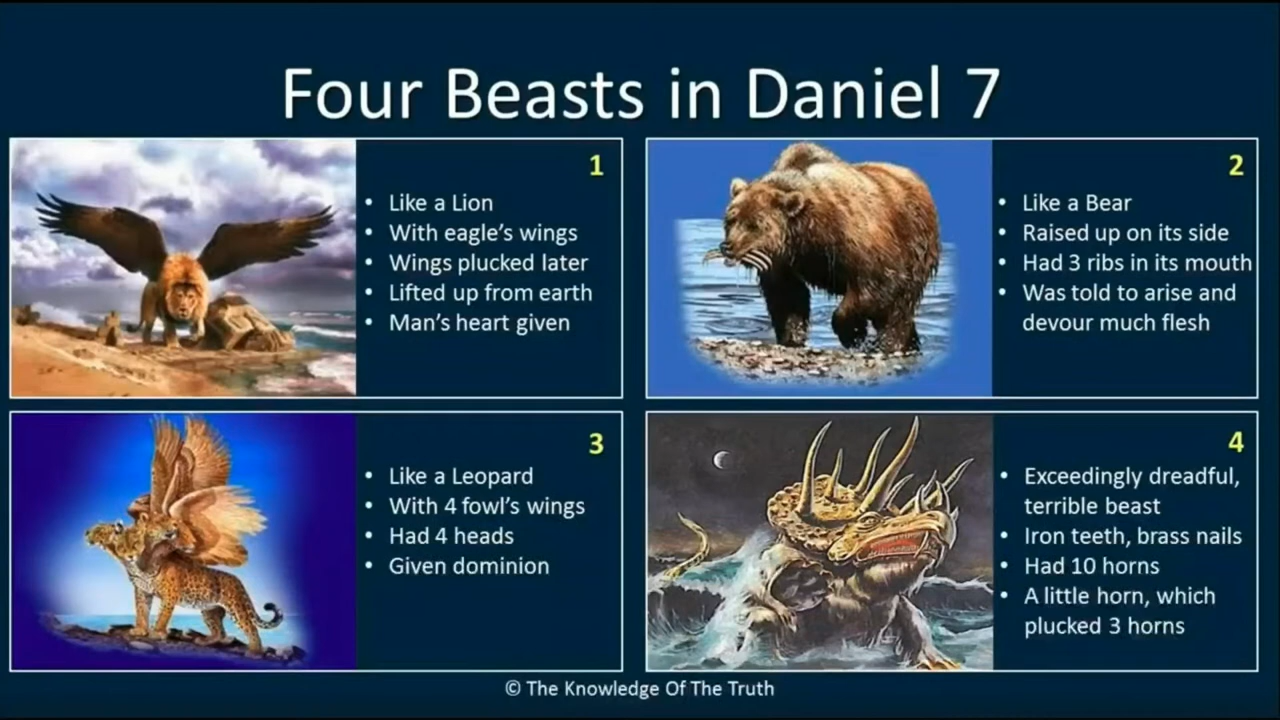 Four Beasts in Daniel 7
1
• Like a Lion
• With eagle's wings
• Wings plucked later
• Lifted up from earth
• Man's heart given
2
• Like a Bear
• Raised up on its side
• Had 3 ribs in its mouth
• Was told to arise and
devour much flesh
3
• Like a Leopard
• With 4 fowl's wings
• Had 4 heads
• Given dominion
4
• Exceedingly dreadful,
terrible beast
• Iron teeth, brass nails
• Had 10 horns
• A little horn, which
plucked 3 horns
© The Knowledge Of The Truth